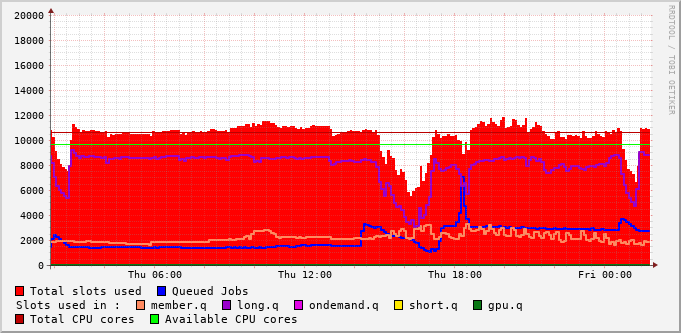 20000
18000
16000
14000
12000
10000
8000
6000
4000
2000
0
Thu 06:00 Thu 12:00 Thu 18:00 Fri 00:00
RRDTOOL / TOBI OETIKER
Total slots used Queued Jobs
Slots used in : member.q long.q ondemand.q short.q gpu.q
Total CPU cores Available CPU cores